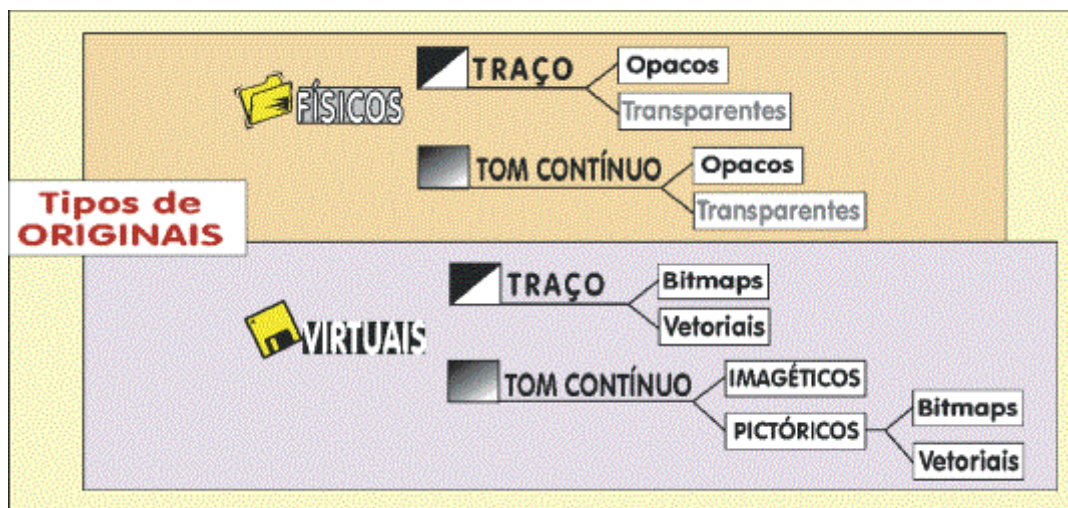 Tipos de
ORIGINAIS
FÍSICOS
TRAÇO
Opacos
Transparentes
TOM CONTÍNUO
Opacos
Transparentes
VIRTUAIS
TRAÇO
Bitmaps
Vetoriais
TOM CONTÍNUO
IMAGÉTICOS
PICTÓRICOS
Bitmaps
Vetoriais